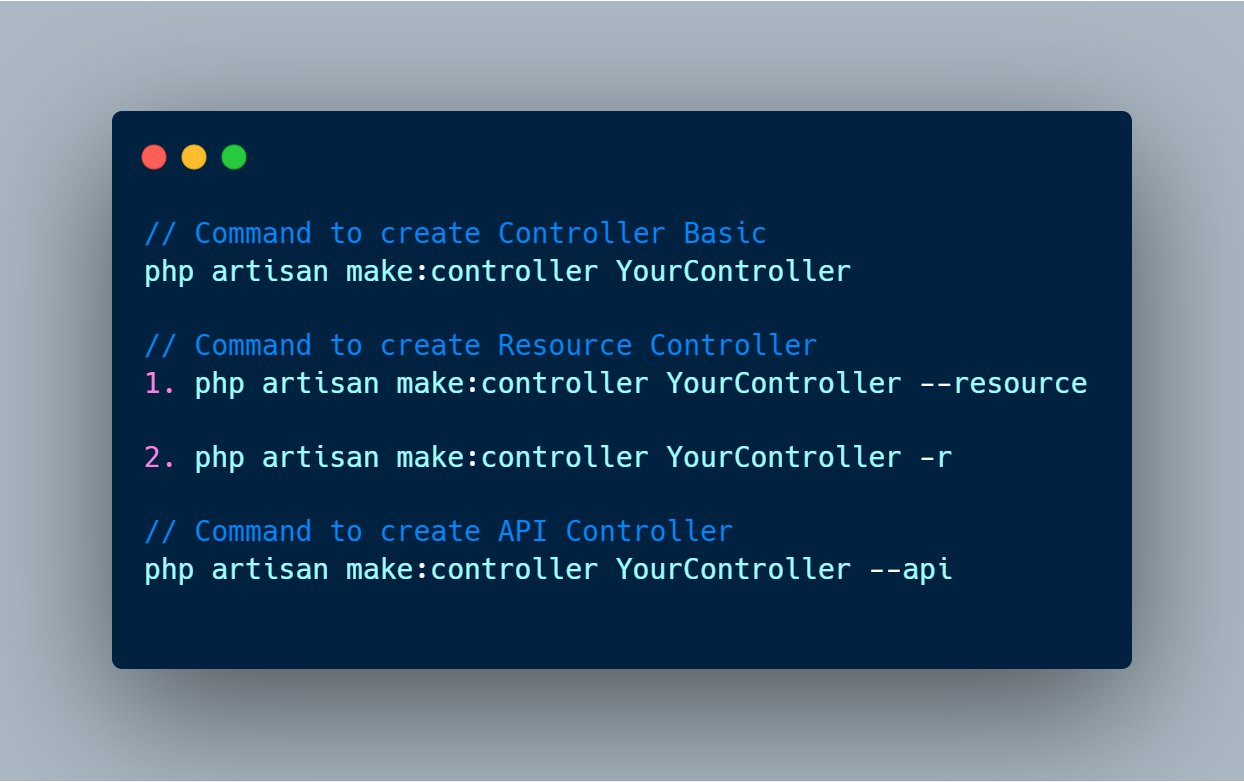 // Command to create Controller Basic
php artisan make:controller YourController
// Command to create Resource Controller
1. php artisan make:controller YourController --resource
2. php artisan make:controller YourController -r
// Command to create API Controller
php artisan make:controller YourController --api